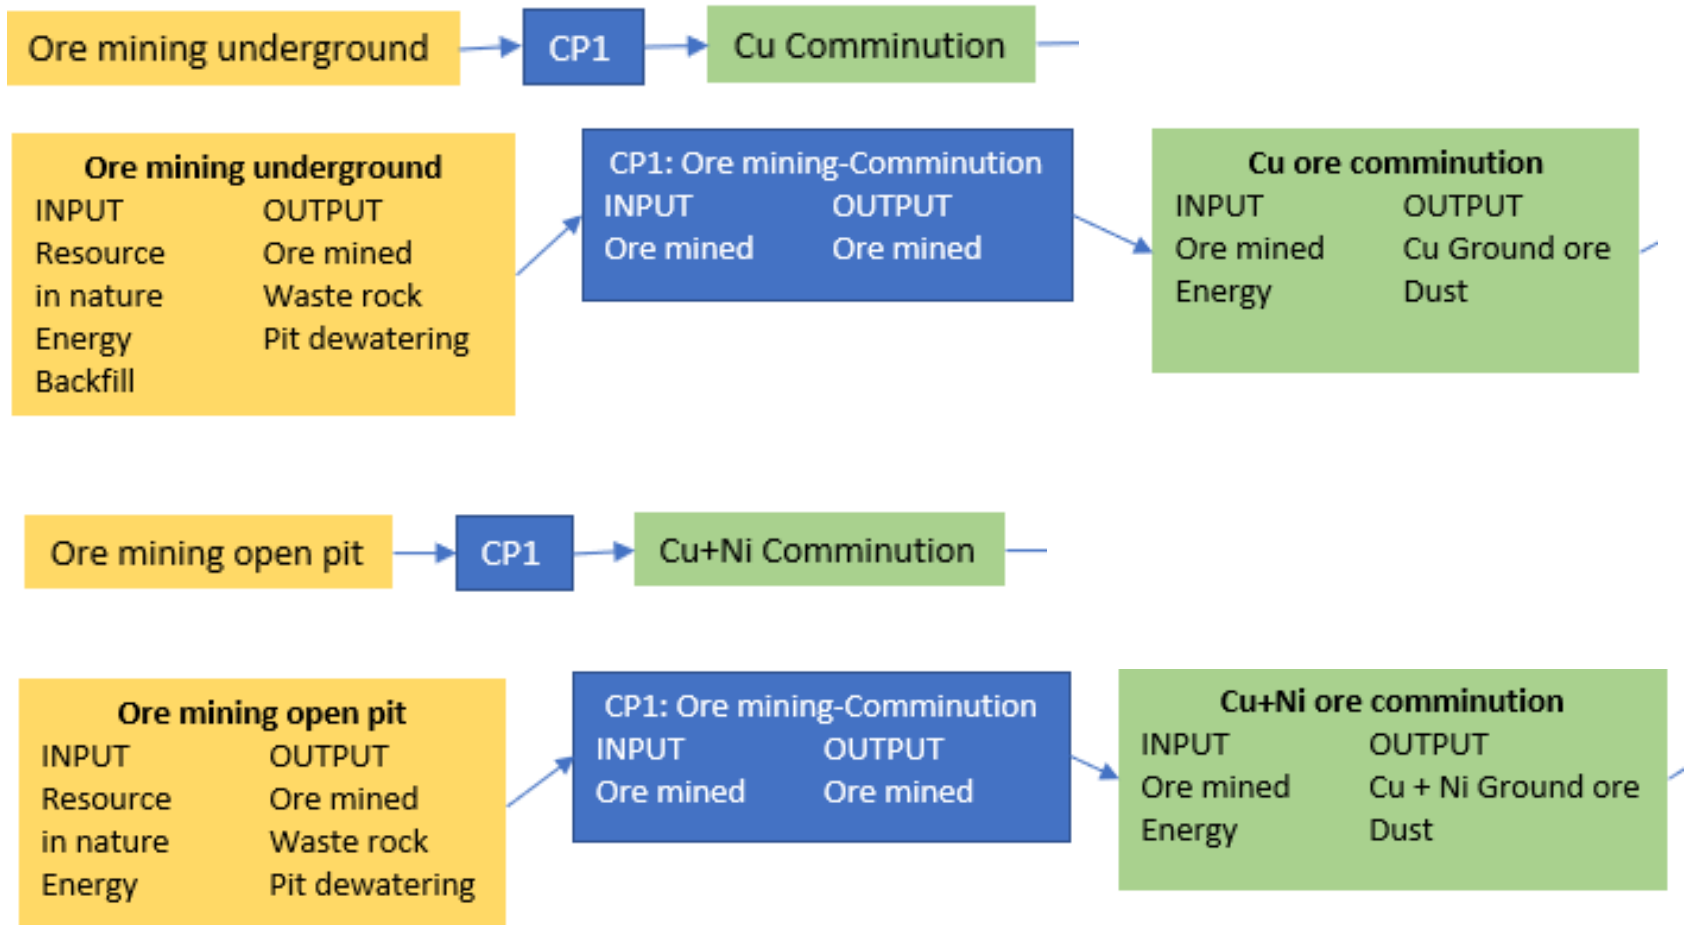 Ore mining underground
CP1
Cu Comminution
Ore mining underground
INPUT OUTPUT
Resource Ore mined
in nature Waste rock
Energy Pit dewatering
Backfill
CP1: Ore mining-Comminution
INPUT OUTPUT
Ore mined Ore mined
Cu ore comminution
INPUT OUTPUT
Ore mined Cu Ground ore
Energy Dust
Ore mining open pit
CP1
Cu+Ni Comminution
Ore mining open pit
INPUT OUTPUT
Resource Ore mined
in nature Waste rock
Energy Pit dewatering
CP1: Ore mining-Comminution
INPUT OUTPUT
Ore mined Ore mined
Cu+Ni ore comminution
INPUT OUTPUT
Ore mined Cu + Ni Ground ore
Energy Dust